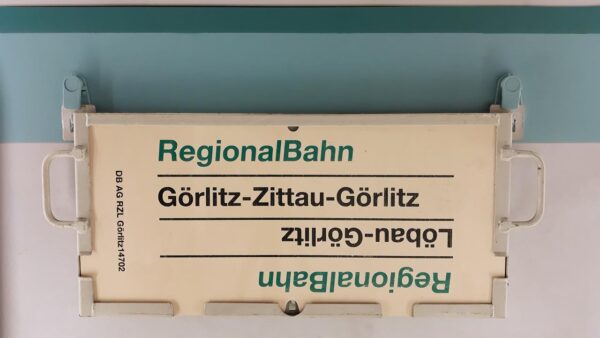 RegionalBahn
Görlitz-Zittau-Görlitz
Löbau-Görlitz
RegionalBahn
DB AG RZL Görlitz14702